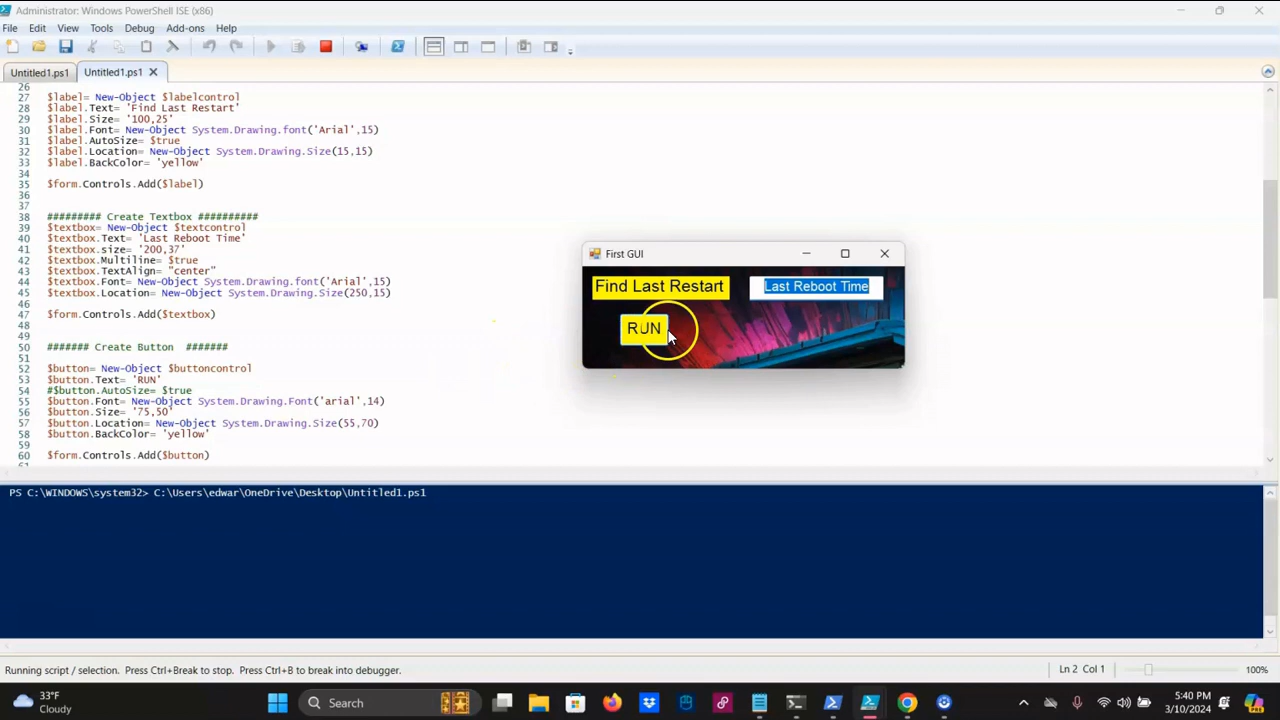 Administrator: Windows PowerShell ISE (x86)
File Edit View Tools Debug Add-ons Help
Untitled1.ps1 Untitled1.ps1
26
27 $label= New-Object $labelcontrol
28 $label.Text= 'Find Last Restart'
29 $label.Size= '100,25'
30 $label.Font= New-Object System.Drawing.font('Arial',15)
31 $label.AutoSize= $true
32 $label.Location= New-Object System.Drawing.Size(15,15)
33 $label.BackColor= 'yellow'
34
35 $form.Controls.Add($label)
36
37
38 ######### Create Textbox ##########
39 $textbox= New-Object $textcontrol
40 $textbox.Text= 'Last Reboot Time'
41 $textbox.size= '200,37'
42 $textbox.Multiline= $true
43 $textbox.TextAlign= "center"
44 $textbox.Font= New-Object System.Drawing.font('Arial',15)
45 $textbox.Location= New-Object System.Drawing.Size(250,15)
46
47 $form.Controls.Add($textbox)
48
49
50 ####### Create Button #######
51
52 $button= New-Object $buttoncontrol
53 $button.Text= 'RUN'
54 #$button.AutoSize= $true
55 $button.Font= New-Object System.Drawing.Font('arial',14)
56 $button.Size= '75,50'
57 $button.Location= New-Object System.Drawing.Size(55,70)
58 $button.BackColor= 'yellow'
59
60 $form.Controls.Add($button)
61
First GUI
Find Last Restart Last Reboot Time
RUN
PS C:\WINDOWS\system32> C:\Users\edwar\OneDrive\Desktop\Untitled1.ps1
Running script / selection. Press Ctrl+Break to stop. Press Ctrl+B to break into debugger.
Ln 2 Col 1
100%
33°F
Cloudy
Search
5:40 PM
3/10/2024